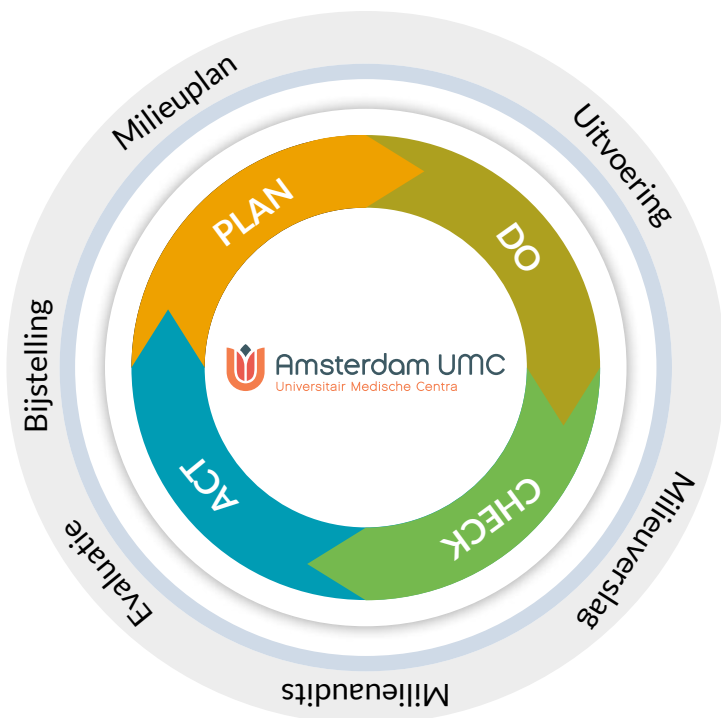 Milieuplan
Uitvoering
Milieuverslag
Milieuaudits
Evaluatie
Bijstelling
PLAN
DO
CHECK
ACT
Amsterdam UMC
Universitair Medische Centra